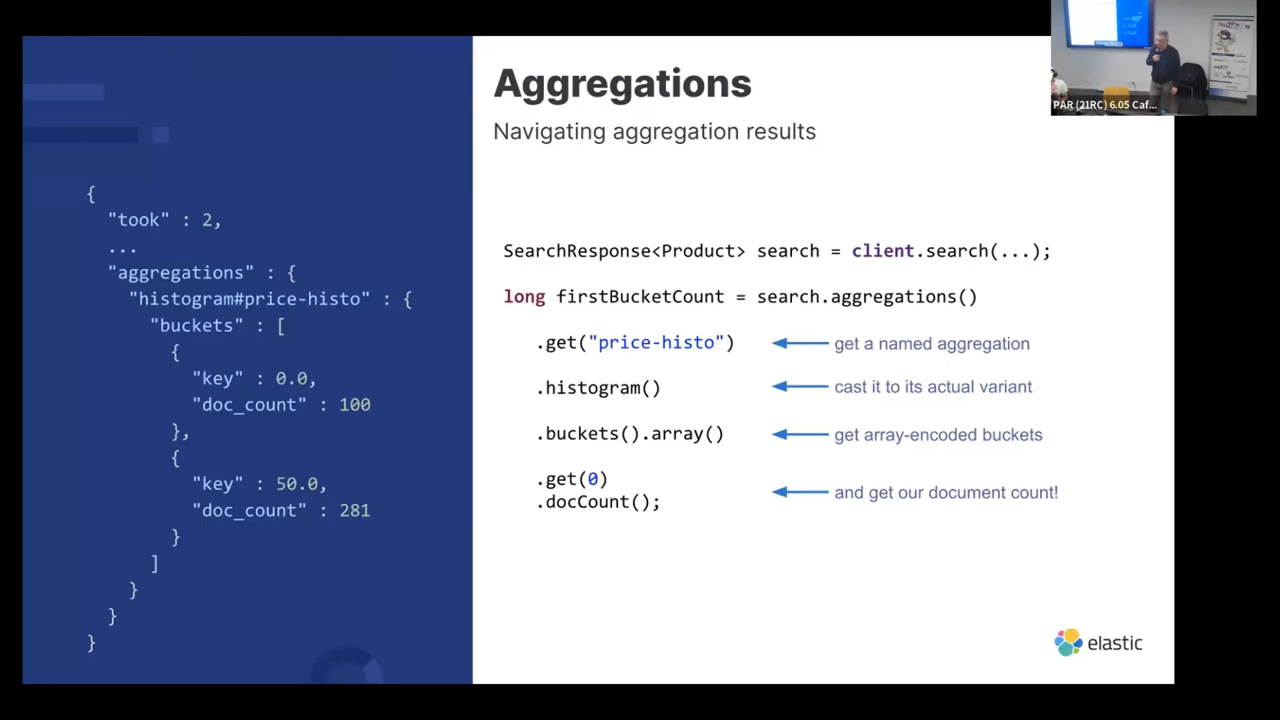 Aggregations
Navigating aggregation results
{
"took" : 2,
...
"aggregations" : {
"histogram#price-histo" : {
"buckets" : [
{
"key" : 0.0,
"doc_count" : 100
},
{
"key" : 50.0,
"doc_count" : 281
}
]
}
}
}
SearchResponse<Product> search = client.search(...);
long firstBucketCount = search.aggregations()
.get("price-histo")
get a named aggregation
.histogram()
cast it to its actual variant
.buckets().array()
get array-encoded buckets
.get(0)
.docCount();
and get our document count!
elastic
PAR (21RC) 6.05 Caf...